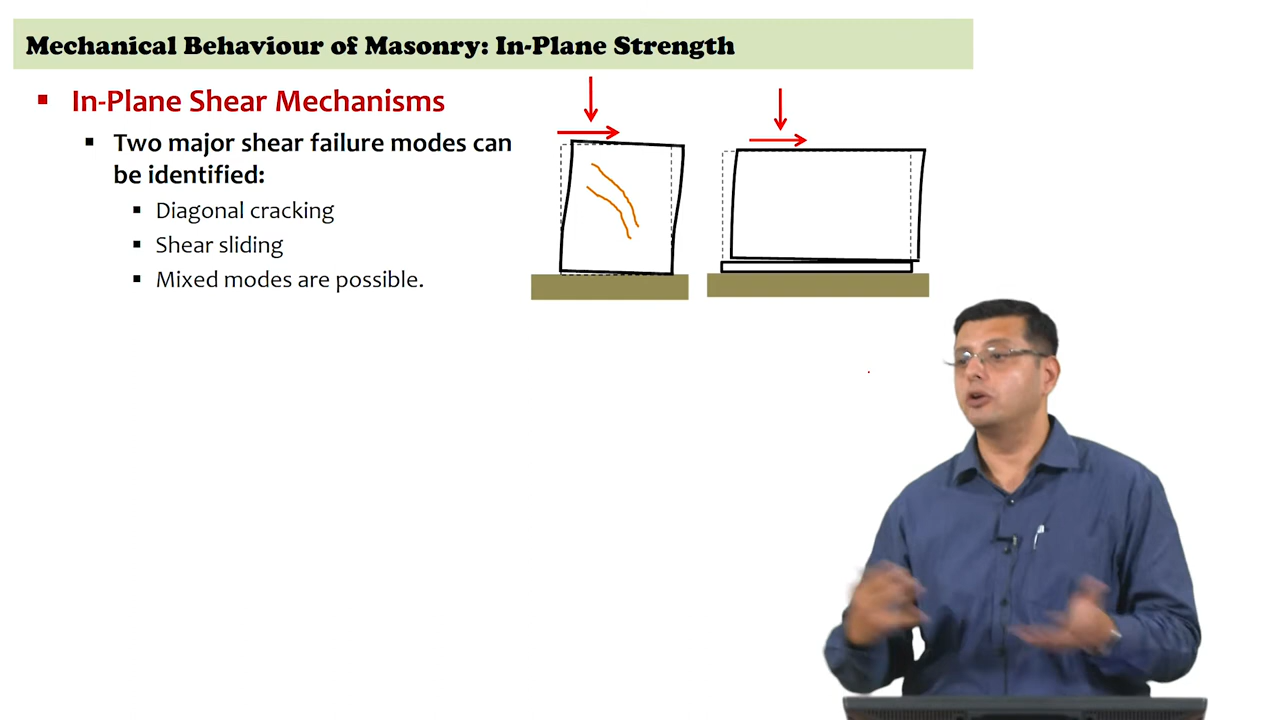 Mechanical Behaviour of Masonry: In-Plane Strength
In-Plane Shear Mechanisms
Two major shear failure modes can
be identified:
Diagonal cracking
Shear sliding
Mixed modes are possible.